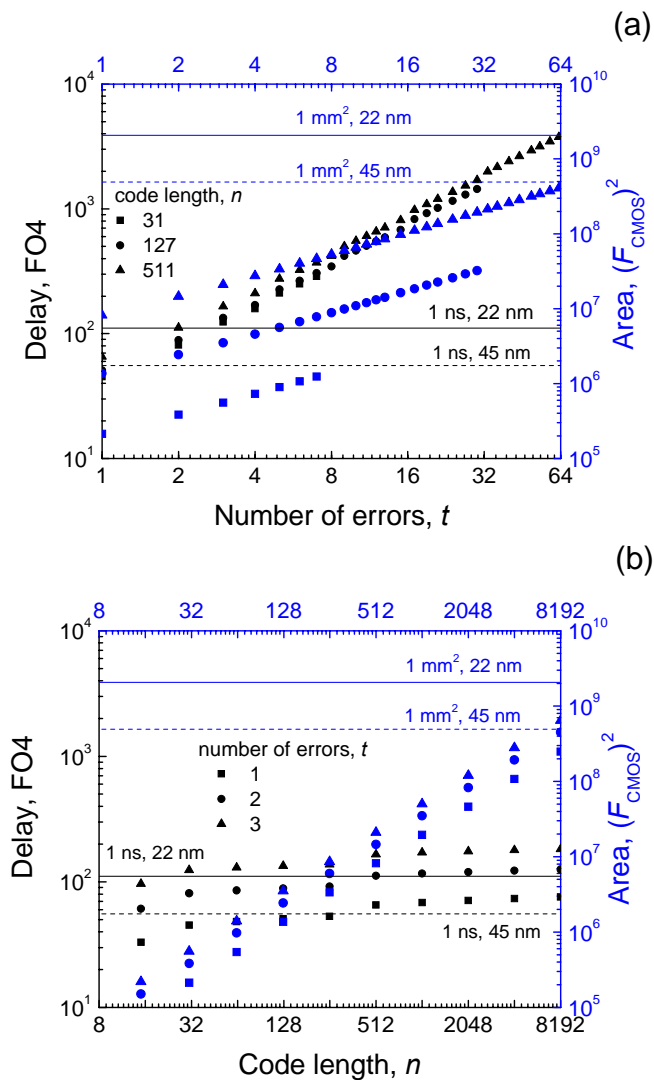 (a)
1 2 4 8 16 32 64
10^4 10^10
1 mm^2, 22 nm
10^9
1 mm^2, 45 nm
code length, n
31
127
511
10^3 10^8
Delay, FO4
Area, (F_CMOS)^2
10^7
1 ns, 22 nm
10^2
1 ns, 45 nm
10^6
10^1 10^5
1 2 4 8 16 32 64
Number of errors, t
(b)
8 32 128 512 2048 8192
10^4 10^10
1 mm^2, 22 nm
10^9
1 mm^2, 45 nm
number of errors, t
1
2
3
10^3 10^8
Delay, FO4
Area, (F_CMOS)^2
1 ns, 22 nm
10^7
10^2
1 ns, 45 nm
10^6
10^1 10^5
8 32 128 512 2048 8192
Code length, n